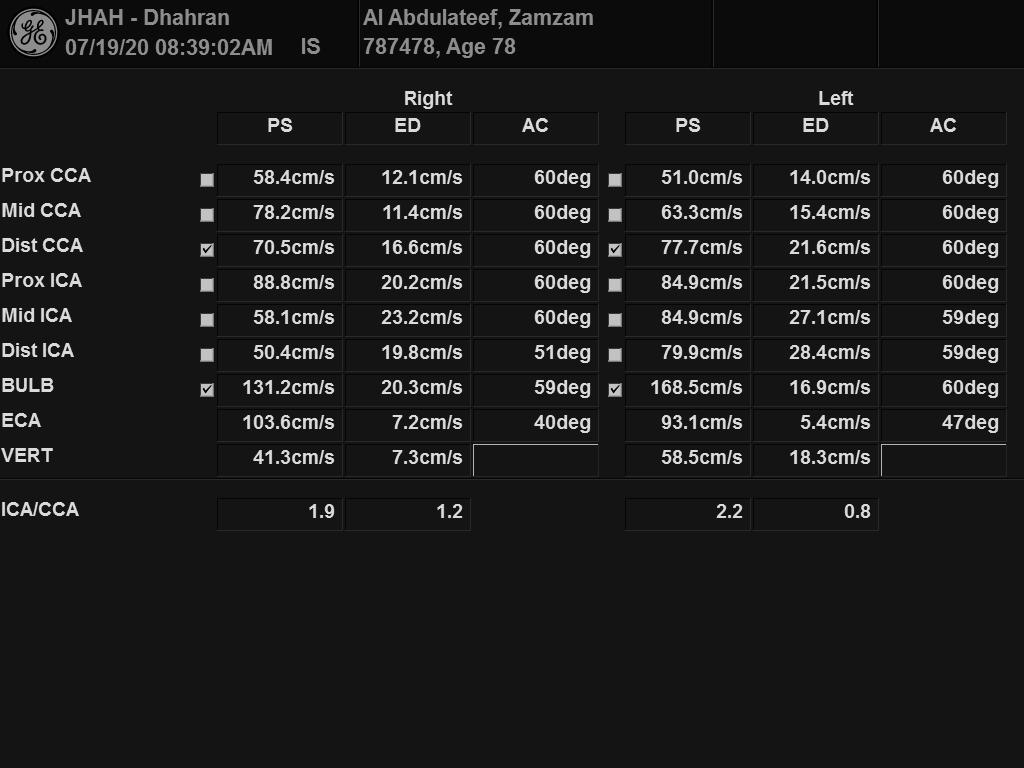 JHAH - Dhahran
07/19/20 08:39:02AM IS
Al Abdulateef, Zamzam
787478, Age 78
Right Left
PS ED AC PS ED AC
Prox CCA 58.4cm/s 12.1cm/s 60deg 51.0cm/s 14.0cm/s 60deg
Mid CCA 78.2cm/s 11.4cm/s 60deg 63.3cm/s 15.4cm/s 60deg
Dist CCA 70.5cm/s 16.6cm/s 60deg 77.7cm/s 21.6cm/s 60deg
Prox ICA 88.8cm/s 20.2cm/s 60deg 84.9cm/s 21.5cm/s 60deg
Mid ICA 58.1cm/s 23.2cm/s 60deg 84.9cm/s 27.1cm/s 59deg
Dist ICA 50.4cm/s 19.8cm/s 51deg 79.9cm/s 28.4cm/s 59deg
BULB 131.2cm/s 20.3cm/s 59deg 168.5cm/s 16.9cm/s 60deg
ECA 103.6cm/s 7.2cm/s 40deg 93.1cm/s 5.4cm/s 47deg
VERT 41.3cm/s 7.3cm/s 58.5cm/s 18.3cm/s
ICA/CCA 1.9 1.2 2.2 0.8